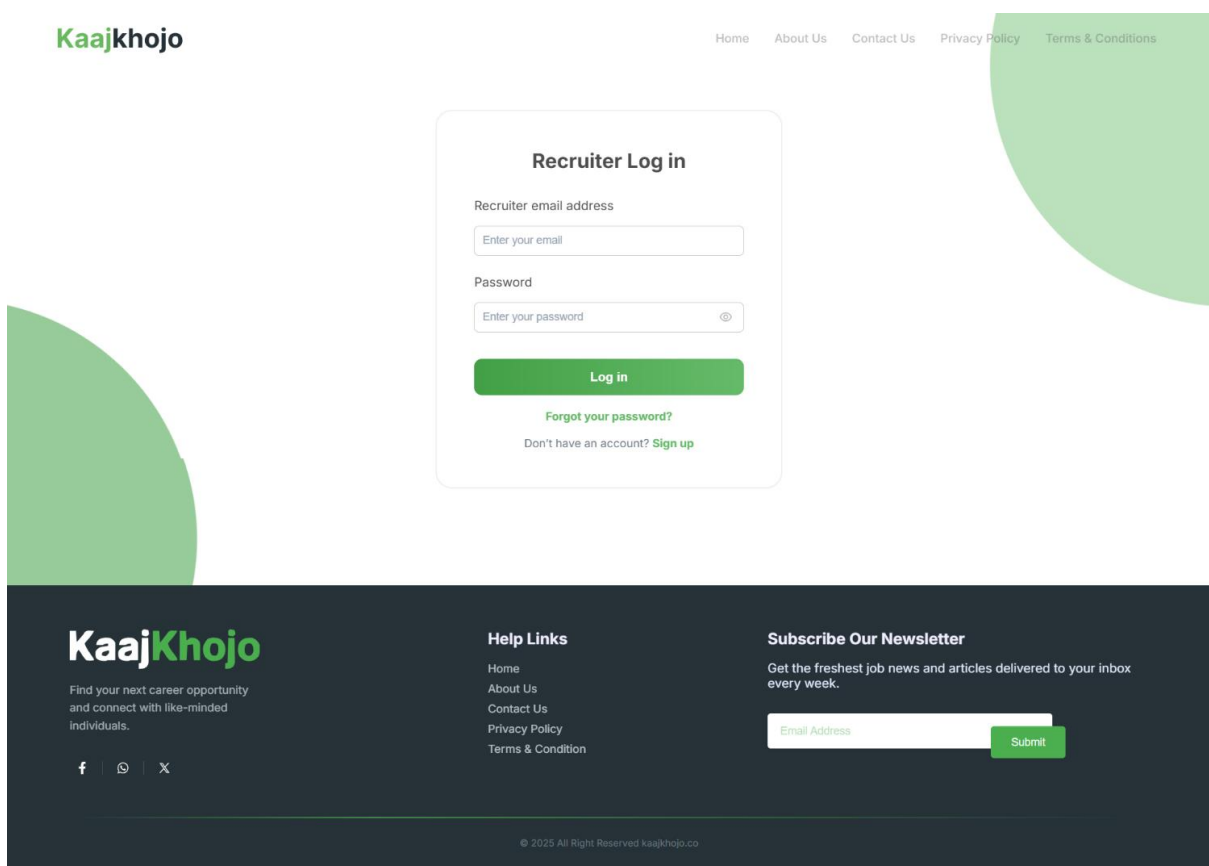 Kaajkhojo
Home About Us Contact Us Privacy Policy Terms & Conditions
Recruiter Log in
Recruiter email address
Enter your email
Password
Enter your password
Log in
Forgot your password?
Don't have an account? Sign up
KaajKhojo
Find your next career opportunity
and connect with like-minded
individuals.
Help Links
Home
About Us
Contact Us
Privacy Policy
Terms & Condition
Subscribe Our Newsletter
Get the freshest job news and articles delivered to your inbox
every week.
Email Address
Submit
© 2025 All Right Reserved kaajkhojo.co